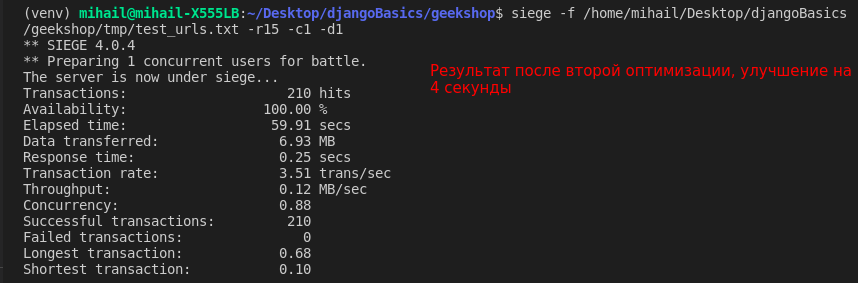 (venv) mihail@mihail-X555LB:~/Desktop/djangoBasics/geekshop$ siege -f /home/mihail/Desktop/djangoBasics
/geekshop/tmp/test_urls.txt -r15 -c1 -d1
** SIEGE 4.0.4
** Preparing 1 concurrent users for battle.
The server is now under siege...
Результат после второй оптимизации, улучшение на
4 секунды
Transactions: 210 hits
Availability: 100.00 %
Elapsed time: 59.91 secs
Data transferred: 6.93 MB
Response time: 0.25 secs
Transaction rate: 3.51 trans/sec
Throughput: 0.12 MB/sec
Concurrency: 0.88
Successful transactions: 210
Failed transactions: 0
Longest transaction: 0.68
Shortest transaction: 0.10